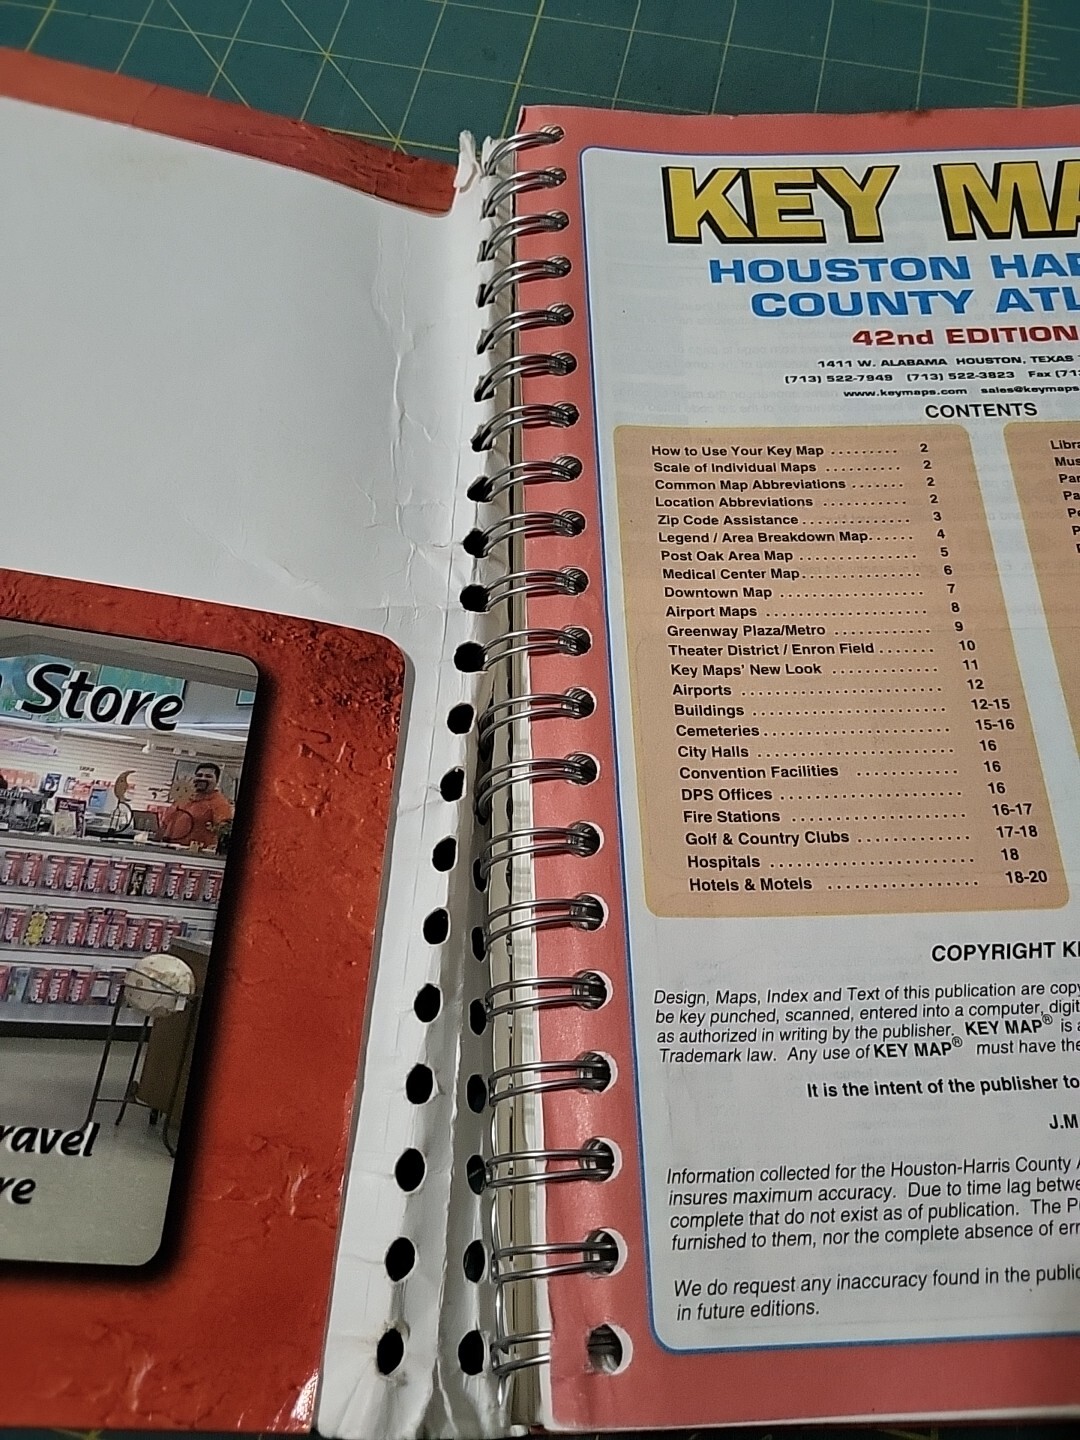 Store
KEY
HOUSTON
COUNTY
42nd EDITION
1411 W. ALABAMA HOUSTON, TEXAS
(713) 522-7949 (713) 522-3823 Fax
www.keymaps.com
CONTENTS
How to Use Your Key Map ......... 2
Scale of Individual Maps .......... 2
Common Map Abbreviations ....... 2
Location Abbreviations ........... 2
Zip Code Assistance ............. 3
Legend / Area Breakdown Map ...... 4
Post Oak Area Map ............... 5
Medical Center Map ............... 6
Downtown Map ................. 7
Airport Maps ................... 8
Greenway Plaza/Metro ............ 9
Theater District / Enron Field ....... 10
Key Maps' New Look ............. 11
Airports ........................ 12
Buildings ....................... 12-15
Cemeteries ..................... 15-16
City Halls ...................... 16
Convention Facilities ............ 16
DPS Offices .................... 16
Fire Stations .................... 16-17
Golf & Country Clubs ............. 17-18
Hospitals ....................... 18
Hotels & Motels ................. 18-20
COPYRIGHT
Design, Maps, Index and Text of this publication are
be key punched, scanned, entered into a computer,
as authorized in writing by the publisher. KEY MAP® is
Trademark law. Any use of KEY MAP® must have the
It is the intent of the publisher to
J.M
Information collected for the Houston-Harris County
insures maximum accuracy. Due to time lag
complete that do not exist as of publication. The
furnished to them, nor the complete absence of
We do request any inaccuracy found in the
in future editions.